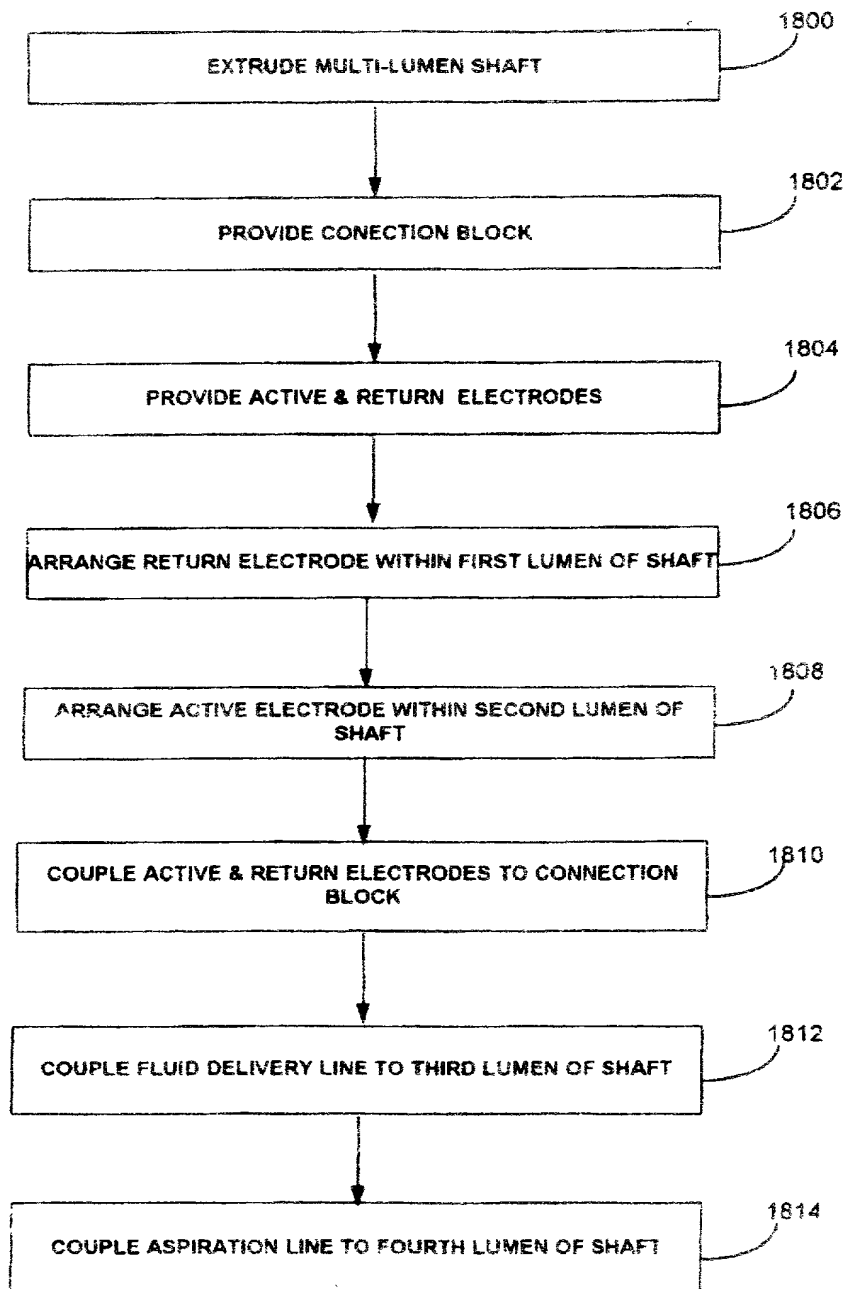 1800
EXTRUDE MULTI-LUMEN SHAFT
1802
PROVIDE CONECTION BLOCK
1804
PROVIDE ACTIVE & RETURN ELECTRODES
1806
ARRANGE RETURN ELECTRODE WITHIN FIRST LUMEN OF SHAFT
1808
ARRANGE ACTIVE ELECTRODE WITHIN SECOND LUMEN OF
SHAFT
1810
COUPLE ACTIVE & RETURN ELECTRODES TO CONNECTION
BLOCK
1812
COUPLE FLUID DELIVERY LINE TO THIRD LUMEN OF SHAFT
1814
COUPLE ASPIRATION LINE TO FOURTH LUMEN OF SHAFT